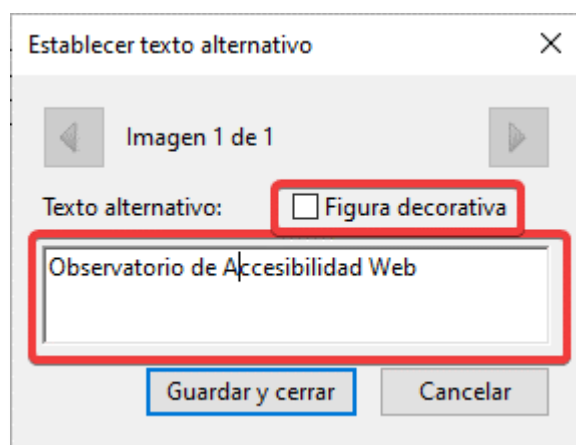 Establecer texto alternativo
Imagen 1 de 1
Texto alternativo: Figura decorativa
Observatorio de Accesibilidad Web
Guardar y cerrar Cancelar